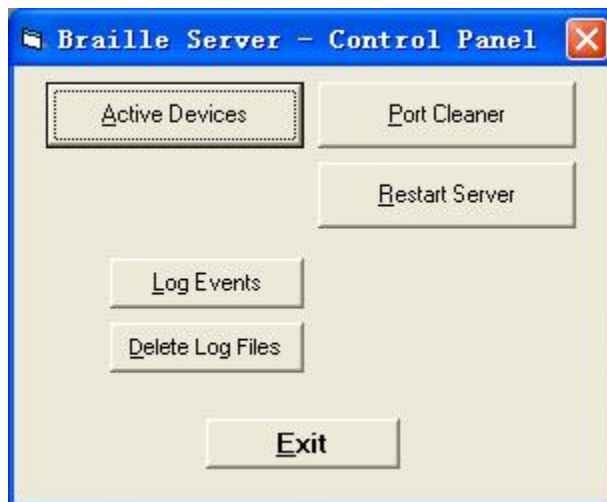 Braille Server - Control Panel
Active Devices
Port Cleaner
Restart Server
Log Events
Delete Log Files
Exit